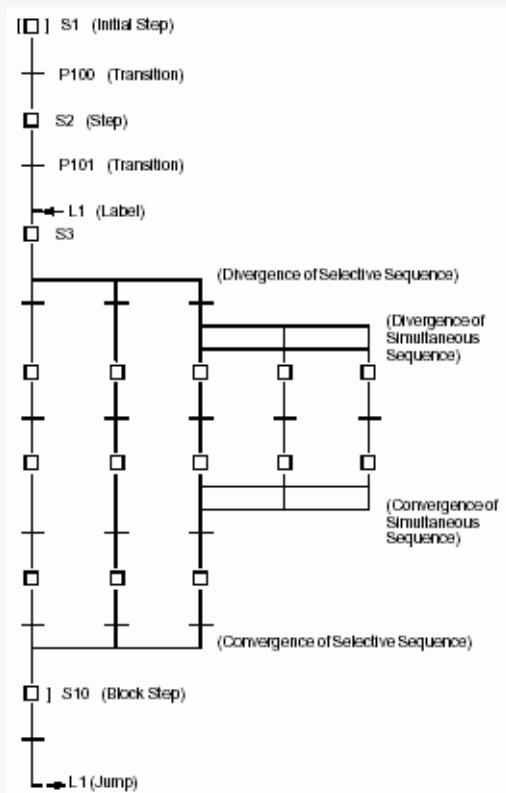 [ ] S1 (Initial Step)
P100 (Transition)
S2 (Step)
P101 (Transition)
L1 (Label)
S3
(Divergence of Selective Sequence)
(Divergence of
Simultaneous
Sequence)
(Convergence of
Simultaneous
Sequence)
(Convergence of Selective Sequence)
] S10 (Block Step)
L1 (Jump)